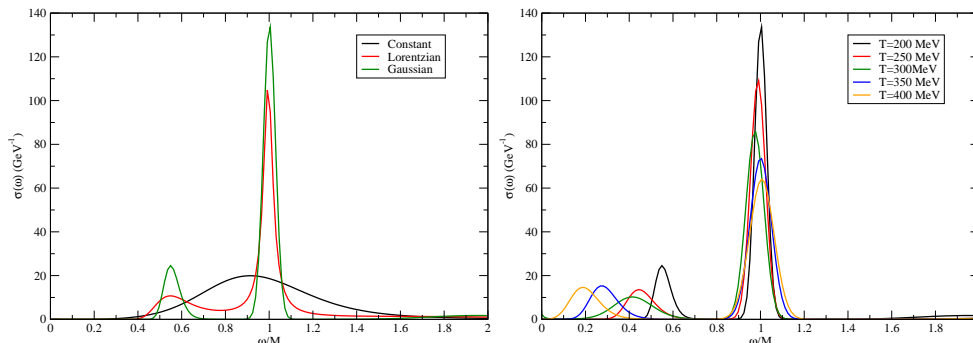 140
120
100
80
60
40
20
0
σ(ω) (GeV⁻¹)
0 0.2 0.4 0.6 0.8 1 1.2 1.4 1.6 1.8 2
ω/M
Constant
Lorentzian
Gaussian
140
120
100
80
60
40
20
0
σ(ω) (GeV⁻¹)
0 0.2 0.4 0.6 0.8 1 1.2 1.4 1.6 1.8
ω/M
T=200 MeV
T=250 MeV
T=300MeV
T=350 MeV
T=400 MeV